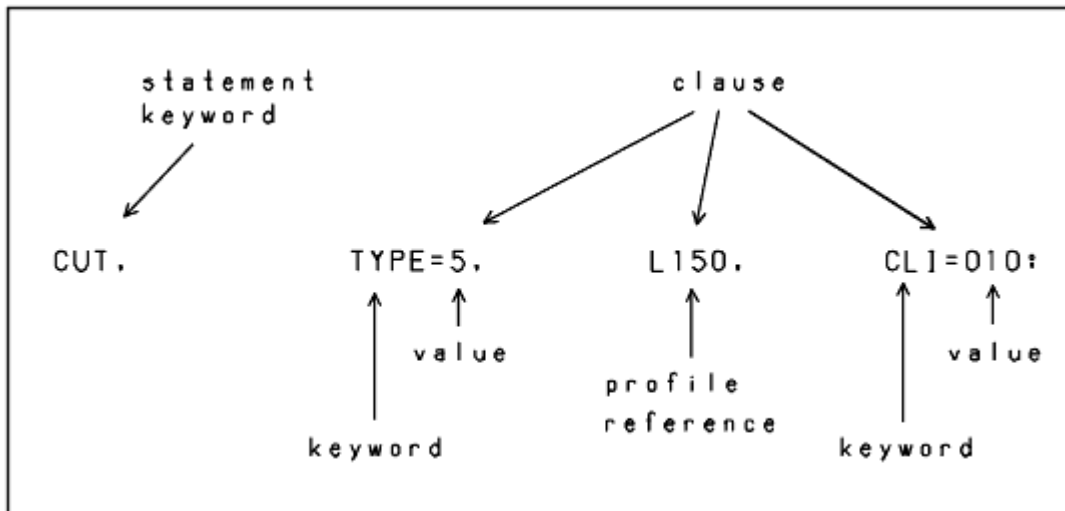 statement
keyword
clause
CUT,
TYPE=5,
L150,
CLI=010:
value
value
profile
reference
keyword
keyword